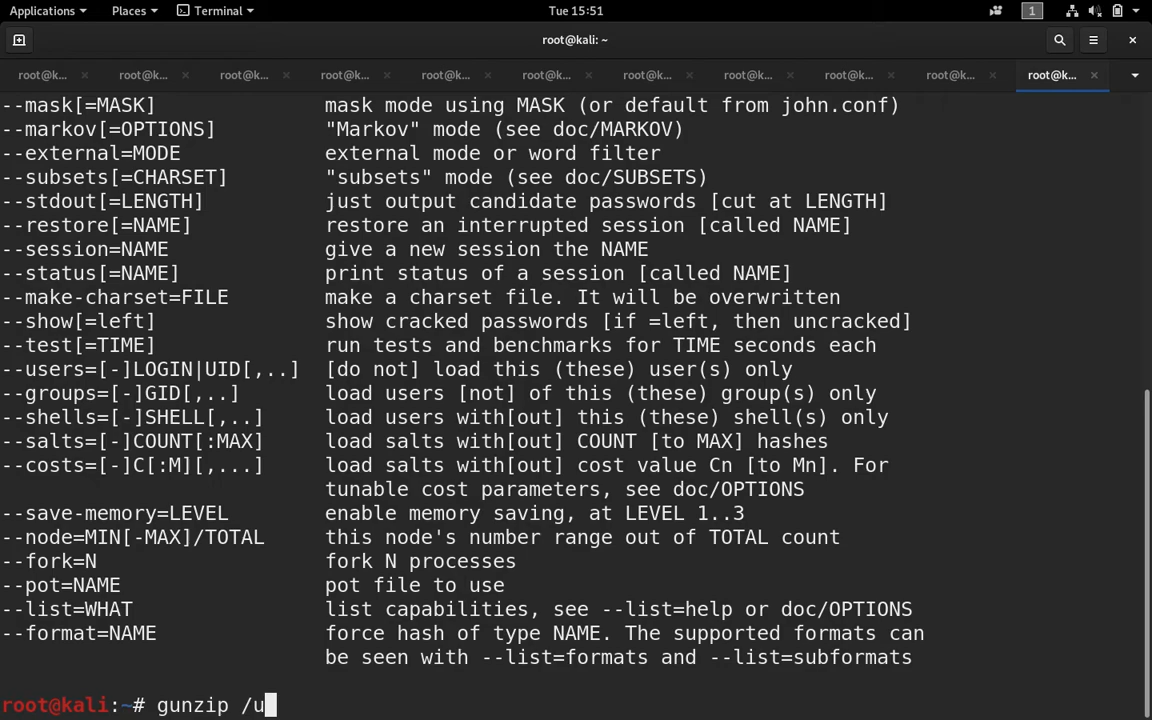 Applications Places Terminal Tue 15:51 1
root@kali: ~
root@k... root@k... root@k... root@k... root@k... root@k... root@k... root@k... root@k... root@k... root@k...
--mask[=MASK] mask mode using MASK (or default from john.conf)
--markov[=OPTIONS] "Markov" mode (see doc/MARKOV)
--external=MODE external mode or word filter
--subsets[=CHARSET] "subsets" mode (see doc/SUBSETS)
--stdout[=LENGTH] just output candidate passwords [cut at LENGTH]
--restore[=NAME] restore an interrupted session [called NAME]
--session=NAME give a new session the NAME
--status[=NAME] print status of a session [called NAME]
--make-charset=FILE make a charset file. It will be overwritten
--show[=left] show cracked passwords [if =left, then uncracked]
--test[=TIME] run tests and benchmarks for TIME seconds each
--users=[-]LOGIN|UID[,..] [do not] load this (these) user(s) only
--groups=[-]GID[,..] load users [not] of this (these) group(s) only
--shells=[-]SHELL[,..] load users with[out] this (these) shell(s) only
--salts=[-]COUNT[:MAX] load salts with[out] COUNT [to MAX] hashes
--costs=[-]C[:M][,...] load salts with[out] cost value Cn [to Mn]. For
tunable cost parameters, see doc/OPTIONS
--save-memory=LEVEL enable memory saving, at LEVEL 1..3
--node=MIN[-MAX]/TOTAL this node's number range out of TOTAL count
--fork=N fork N processes
--pot=NAME pot file to use
--list=WHAT list capabilities, see --list=help or doc/OPTIONS
--format=NAME force hash of type NAME. The supported formats can
be seen with --list=formats and --list=subformats
root@kali:~# gunzip /u